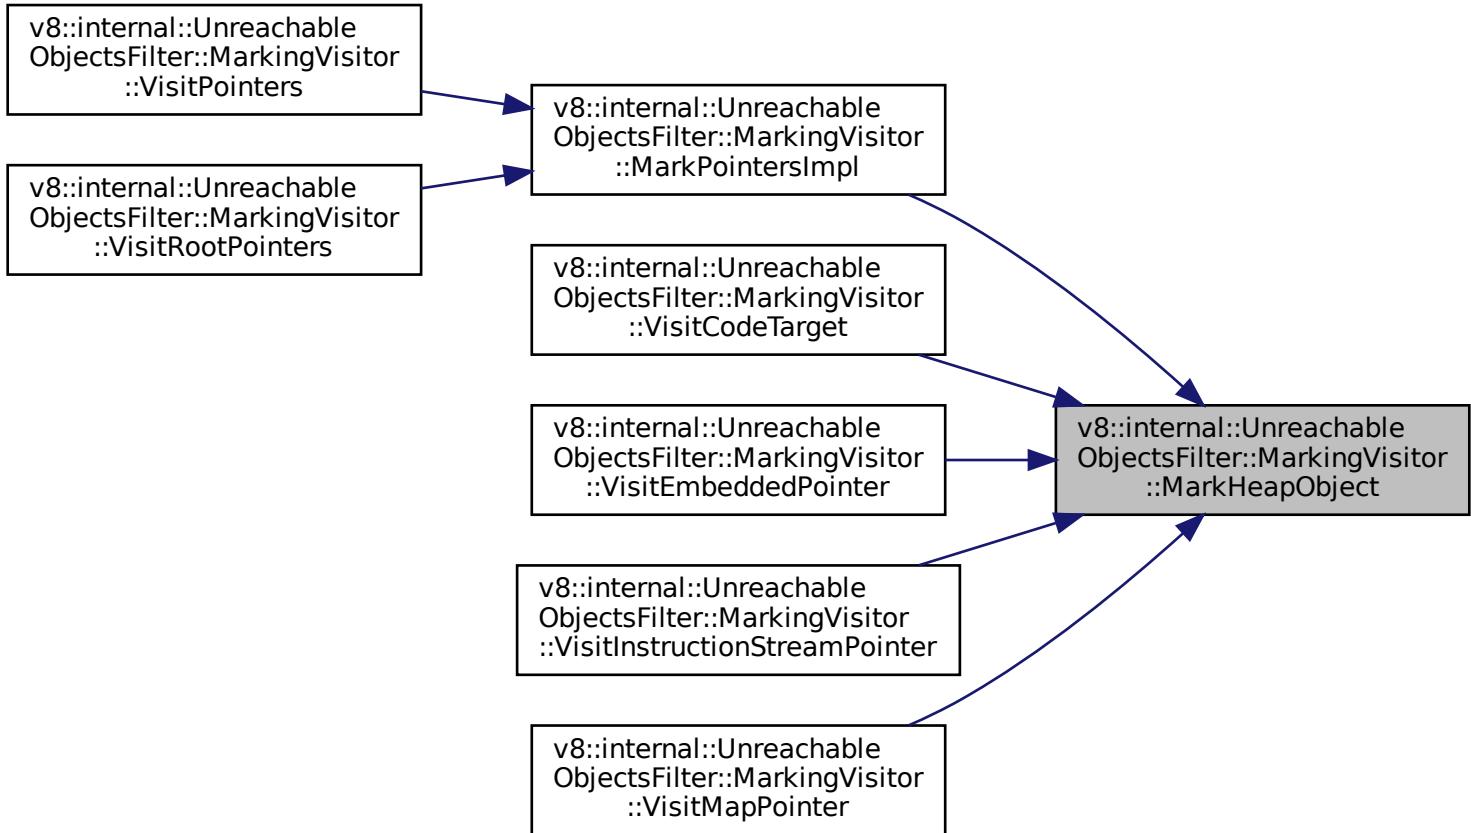 v8::internal::Unreachable
ObjectsFilter::MarkingVisitor
::VisitPointers
v8::internal::Unreachable
ObjectsFilter::MarkingVisitor
::VisitRootPointers
v8::internal::Unreachable
ObjectsFilter::MarkingVisitor
::MarkPointersImpl
v8::internal::Unreachable
ObjectsFilter::MarkingVisitor
::VisitCodeTarget
v8::internal::Unreachable
ObjectsFilter::MarkingVisitor
::VisitEmbeddedPointer
v8::internal::Unreachable
ObjectsFilter::MarkingVisitor
::VisitInstructionStreamPointer
v8::internal::Unreachable
ObjectsFilter::MarkingVisitor
::VisitMapPointer
v8::internal::Unreachable
ObjectsFilter::MarkingVisitor
::MarkHeapObject